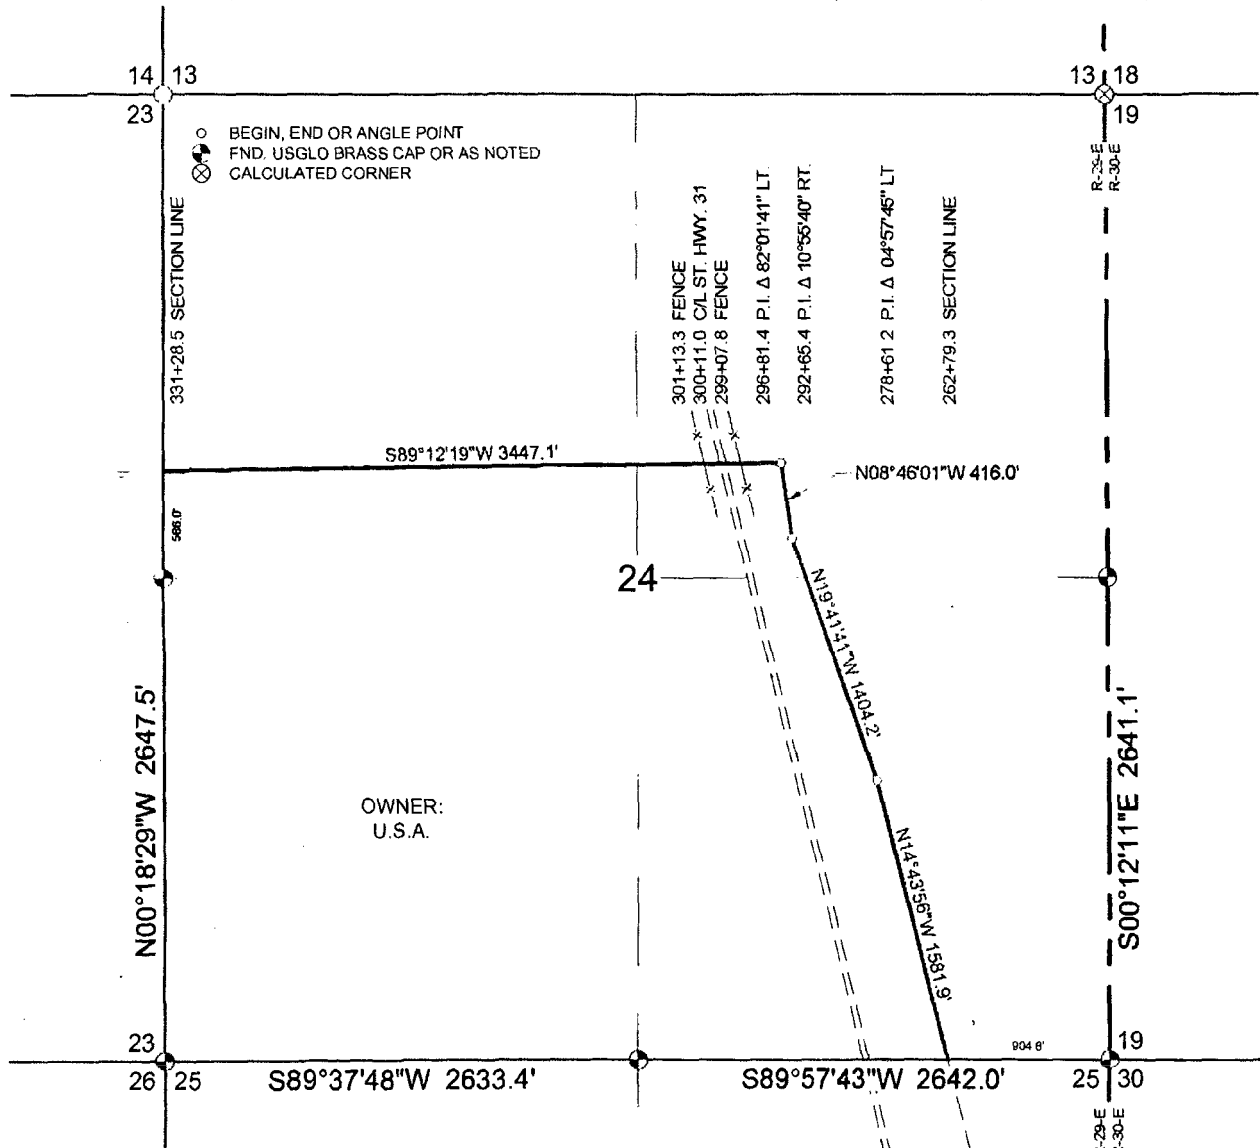 14 13
13 18
23
19
BEGIN, END OR ANGLE POINT
FND. USGLO BRASS CAP OR AS NOTED
CALCULATED CORNER
R-29-E
R-30-E
331+28.5 SECTION LINE
301+13.3 FENCE
300+11.0 C/L ST. HWY. 31
299+07.8 FENCE
296+81.4 P.I. Δ 82°01'41" LT.
292+65.4 P.I. Δ 10°55'40" RT.
278+61.2 P.I. Δ 04°57'45" LT
262+79.3 SECTION LINE
S89°12'19"W 3447.1'
N08°46'01"W 416.0'
24
N19°41'41"W 1404.2'
N00°18'29"W 2647.5'
S00°12'11"E 2641.1'
OWNER:
U.S.A.
N14°43'56"W 1581.9'
23
19
904.6'
26 25
S89°37'48"W 2633.4'
S89°57'43"W 2642.0'
25 30
-29-E
-30-E